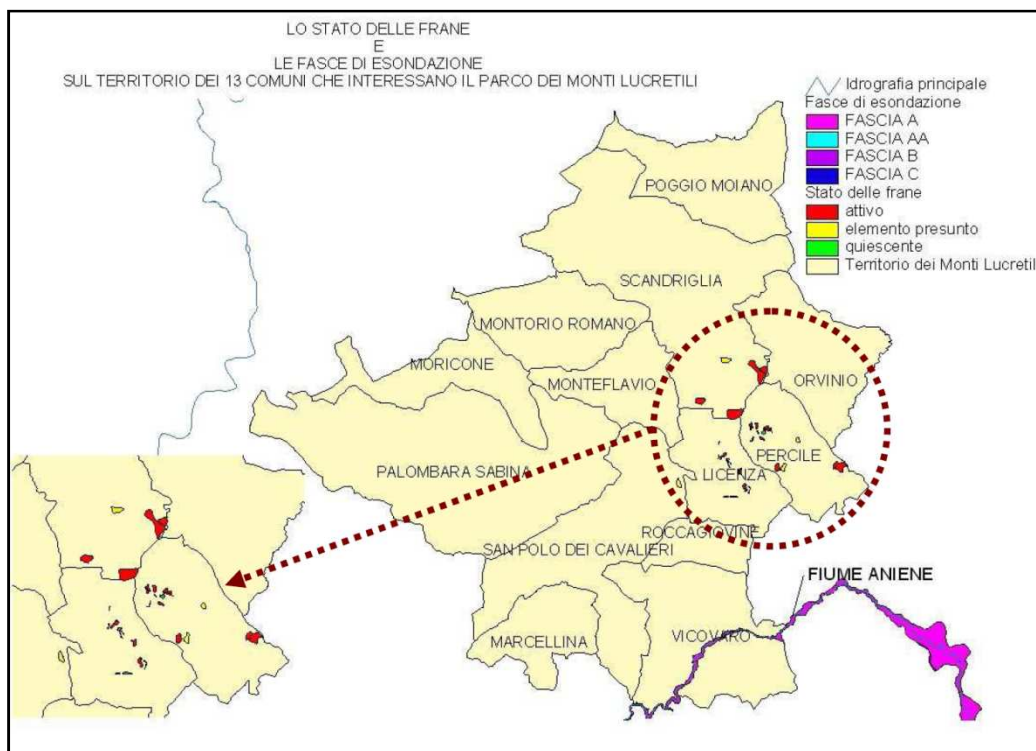 LO STATO DELLE FRANE
E
LE FASCE DI ESONDAZIONE
SUL TERRITORIO DEI 13 COMUNI CHE INTERESSANO IL PARCO DEI MONTI LUCRETILI
Idrografia principale
Fasce di esondazione
FASCIA A
FASCIA AA
FASCIA B
FASCIA C
Stato delle frane
attivo
elemento presunto
quiescente
Territorio dei Monti Lucretil
POGGIO MOIANO
SCANDRIGLIA
MONTORIO ROMANO
MORICONE
MONTEFLAVIO
ORVINIO
PERCILE
PALOMBARA SABINA
LICENZA
ROCCAGIOVINE
SAN POLO DEI CAVALIERI
FIUME ANIENE
MARCELLINA
VICOVARO